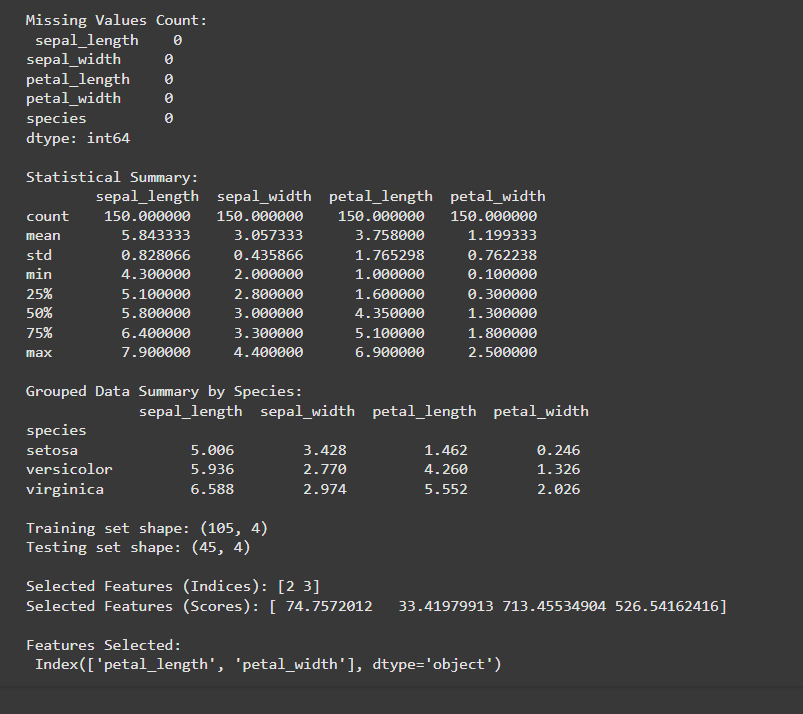 Missing Values Count:
 sepal_length    0
sepal_width     0
petal_length    0
petal_width     0
species         0
dtype: int64
Statistical Summary:
        sepal_length  sepal_width  petal_length  petal_width
count    150.000000   150.000000    150.000000   150.000000
mean       5.843333     3.057333      3.758000     1.199333
std        0.828066     0.435866      1.765298     0.762238
min        4.300000     2.000000      1.000000     0.100000
25%        5.100000     2.800000      1.600000     0.300000
50%        5.800000     3.000000      4.350000     1.300000
75%        6.400000     3.300000      5.100000     1.800000
max        7.900000     4.400000      6.900000     2.500000
Grouped Data Summary by Species:
             sepal_length  sepal_width  petal_length  petal_width
species
setosa             5.006        3.428         1.462        0.246
versicolor         5.936        2.770         4.260        1.326
virginica          6.588        2.974         5.552        2.026
Training set shape: (105, 4)
Testing set shape: (45, 4)
Selected Features (Indices): [2 3]
Selected Features (Scores): [ 74.7572012   33.41979913 713.45534904 526.54162416]
Features Selected:
 Index(['petal_length', 'petal_width'], dtype='object')